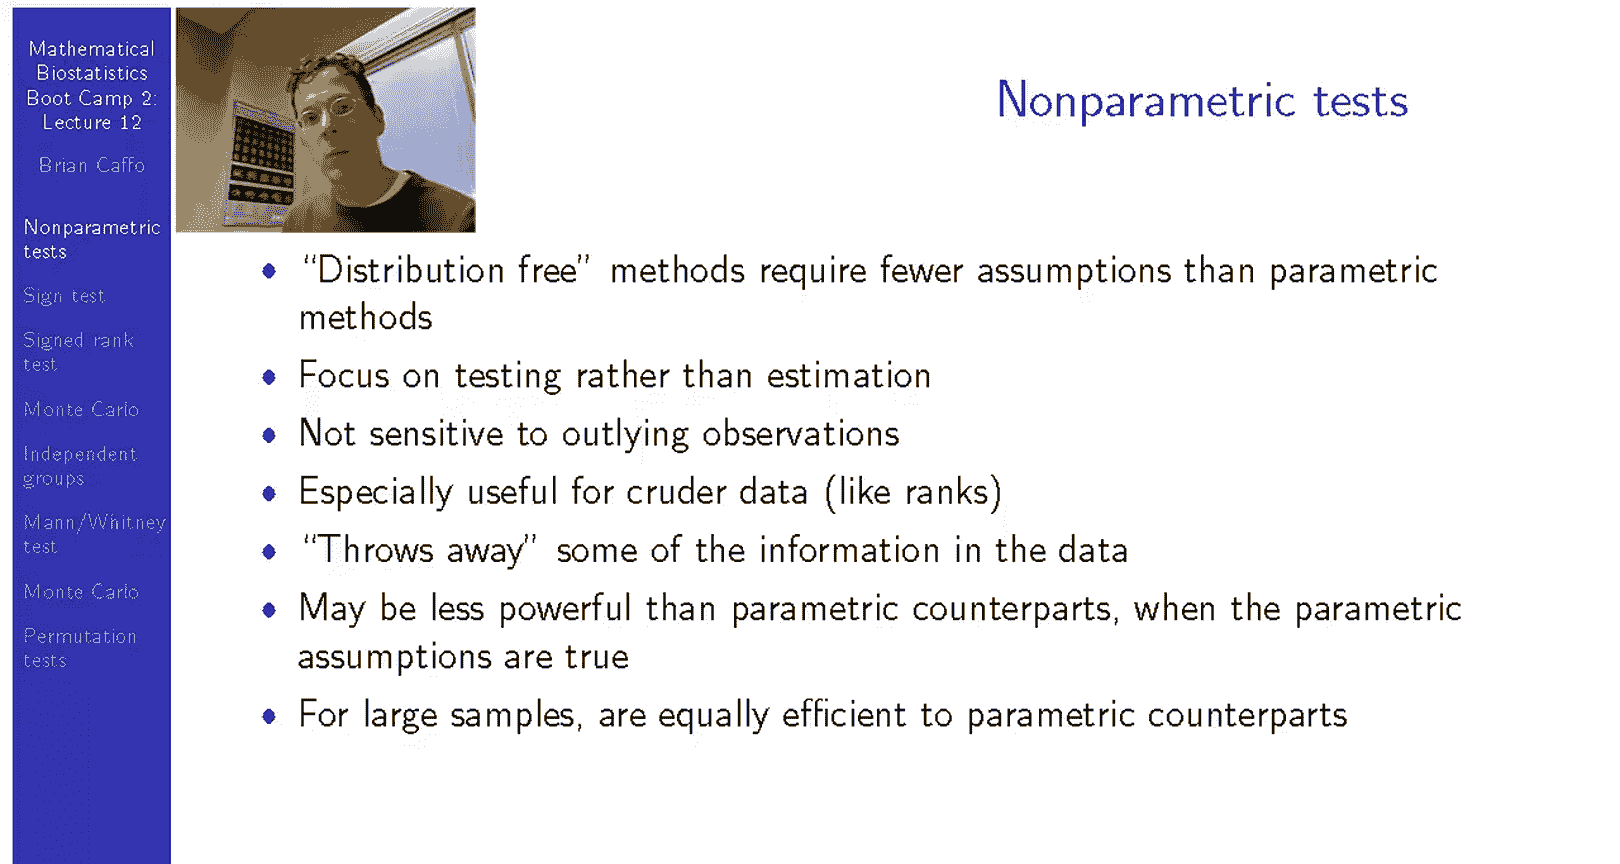 Mathematical
Biostatistics
Boot Camp 2:
Lecture 12
Brian Caffo
Nonparametric
tests
Sign test
Signed rank
test
Monte Carlo
Independent
groups
Mann/Whitney
test
Monte Carlo
Permutation
tests
Nonparametric tests
“Distribution free” methods require fewer assumptions than parametric
methods
Focus on testing rather than estimation
Not sensitive to outlying observations
Especially useful for cruder data (like ranks)
“Throws away” some of the information in the data
May be less powerful than parametric counterparts, when the parametric
assumptions are true
For large samples, are equally efficient to parametric counterparts